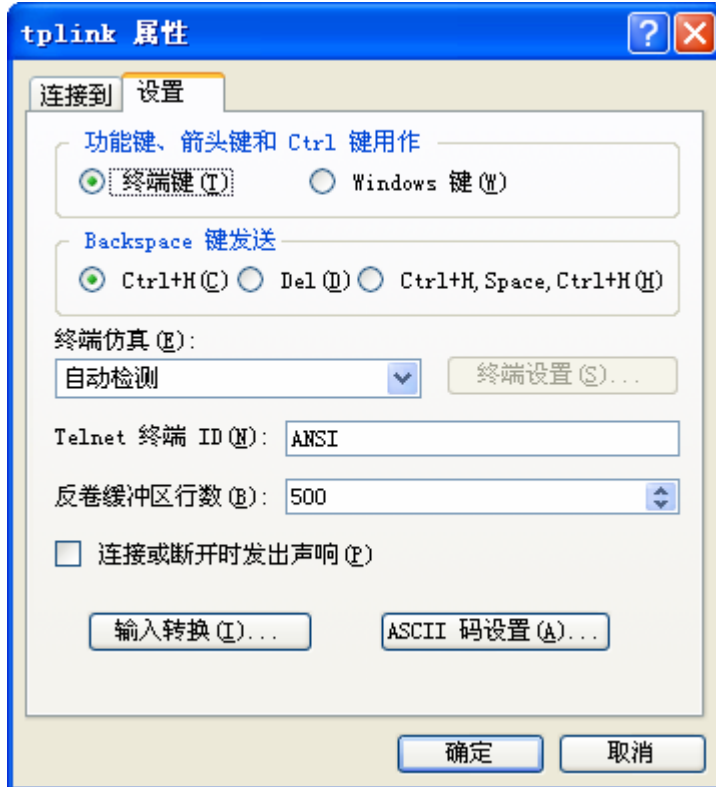 tplink 属性
连接到 设置
功能键、箭头键和 Ctrl 键用作
终端键(T) Windows 键(W)
Backspace 键发送
Ctrl+H(C) Del(D) Ctrl+H,Space,Ctrl+H(H)
终端仿真(E):
自动检测 终端设置(S)...
Telnet 终端 ID(N): ANSI
反卷缓冲区行数(B): 500
连接或断开时发出声响(P)
输入转换(I)... ASCII 码设置(A)...
确定 取消